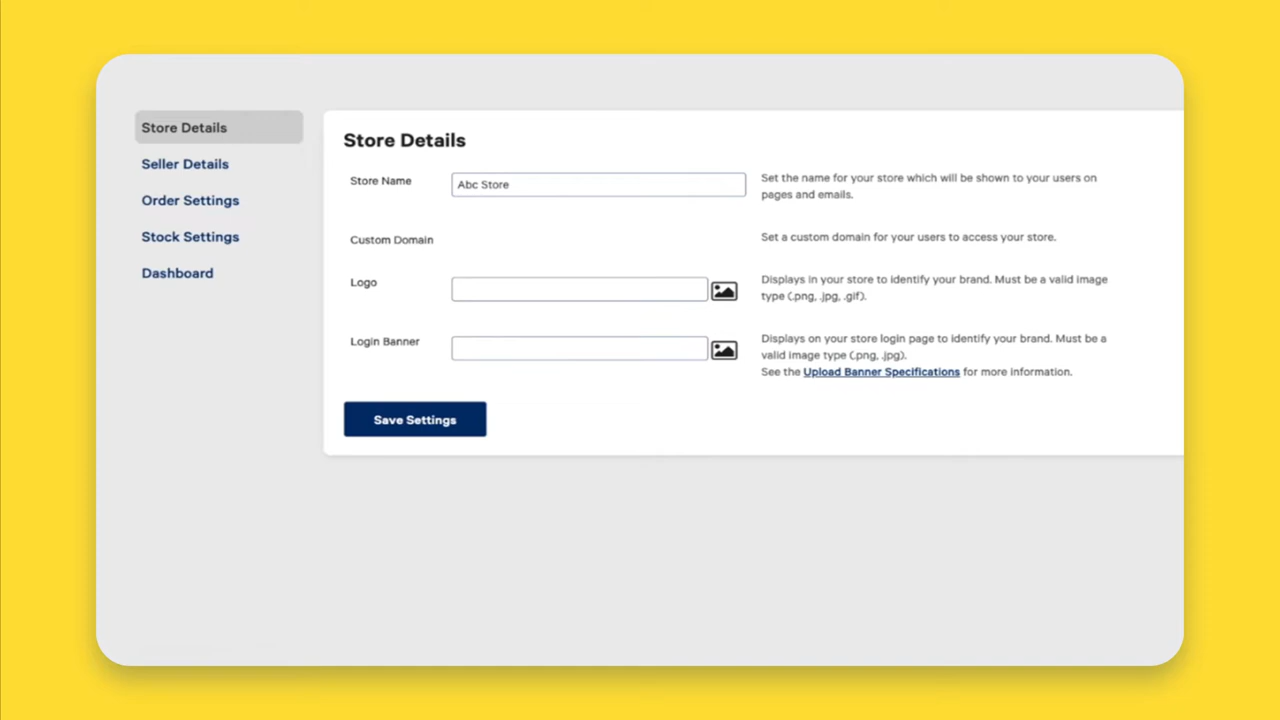 Store Details
Seller Details
Order Settings
Stock Settings
Dashboard
Store Details
Store Name
Abc Store
Set the name for your store which will be shown to your users on
pages and emails.
Custom Domain
Set a custom domain for your users to access your store.
Logo
Displays in your store to identify your brand. Must be a valid image
type (.png, .jpg, .gif).
Login Banner
Displays on your store login page to identify your brand. Must be a
valid image type (.png, .jpg).
See the Upload Banner Specifications for more information.
Save Settings